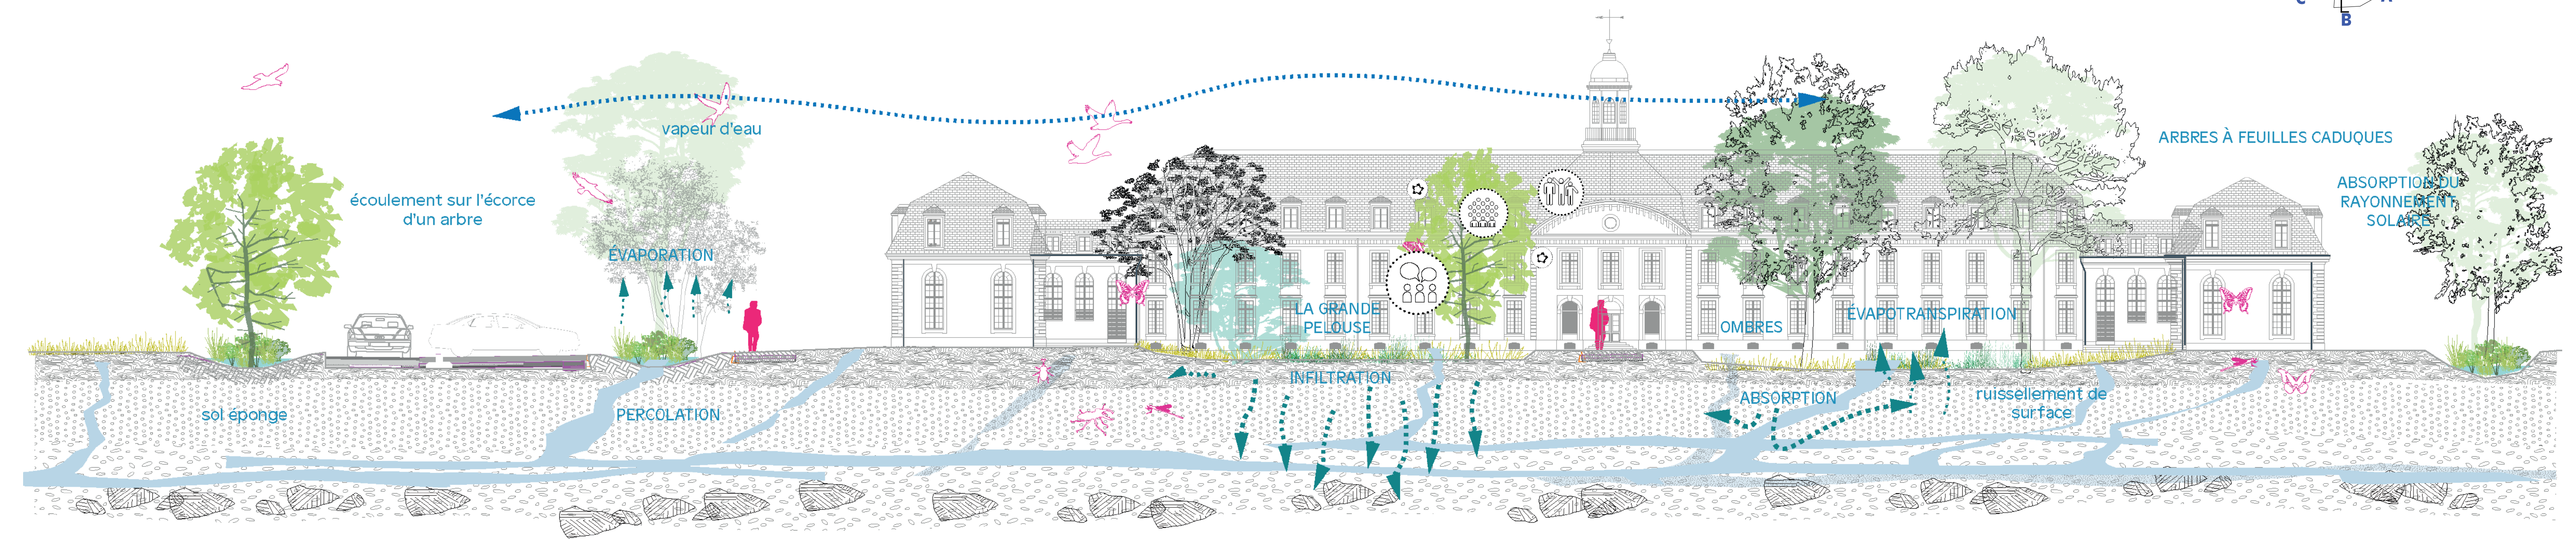 B
vapeur d'eau
écoulement sur l'écorce
d'un arbre
ÉVAPORATION
sol éponge
PERCOLATION
LA GRANDE
PELOUSE
INFILTRATION
OMBRES
ABSORPTION
ÉVAPOTRANSPIRATION
ruissellement de
surface
ARBRES À FEUILLES CADUQUES
ABSORPTION DU
RAYONNEMENT
SOLAIRE